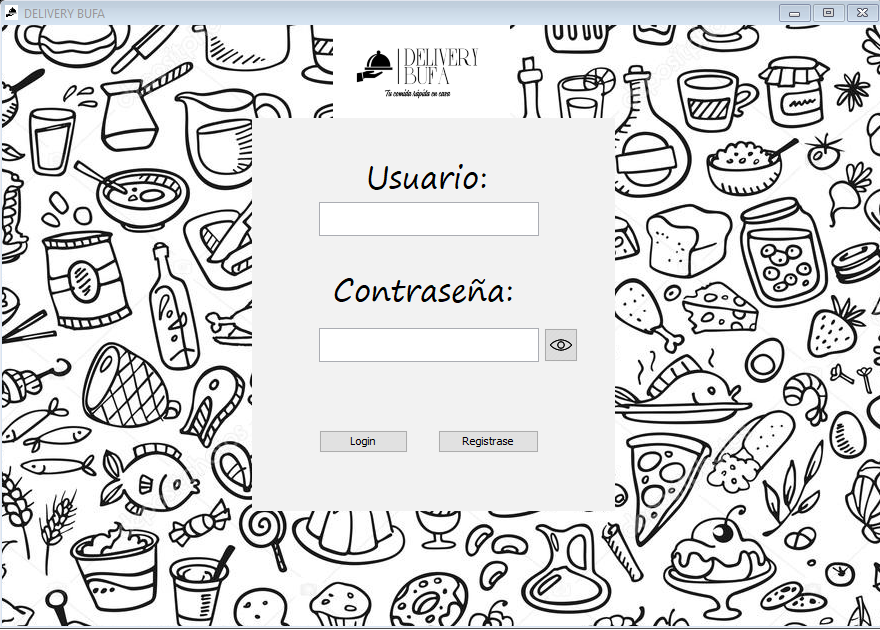 DELIVERY BUFA
DELIVERY
BUFA
Tu comida rápida en casa
Usuario:
Contraseña:
Login
Registrase